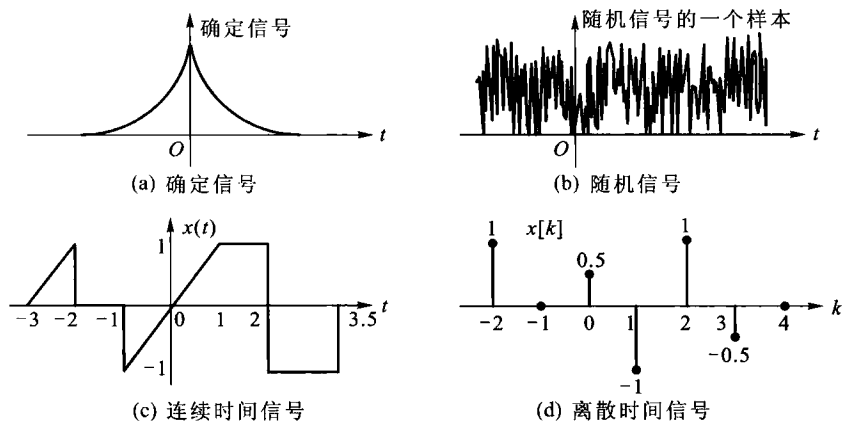 确定信号
O
t
(a) 确定信号
随机信号的一个样本
O
t
(b) 随机信号
x(t)
1
t
-3 -2 -1 0 1 2 3.5
-1
(c) 连续时间信号
1 x[k] 1
0.5
-2 -1 0 1 2 3 4 k
-0.5
-1
(d) 离散时间信号